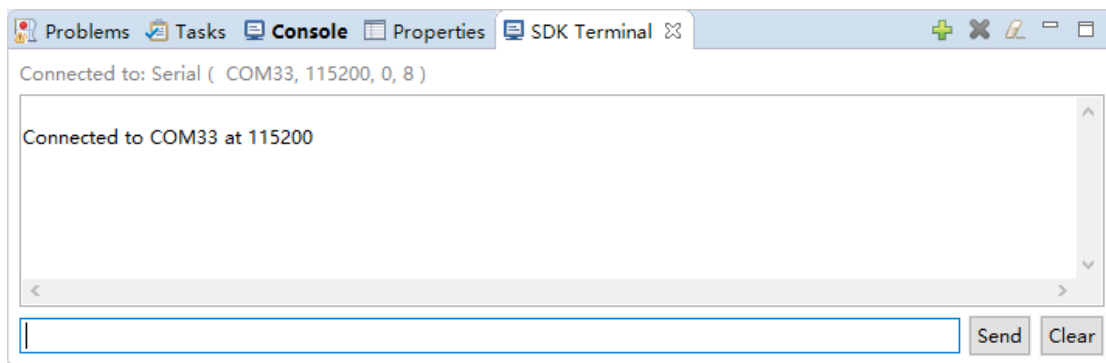 Problems Tasks Console Properties SDK Terminal
Connected to: Serial ( COM33, 115200, 0, 8 )
Connected to COM33 at 115200
Send Clear